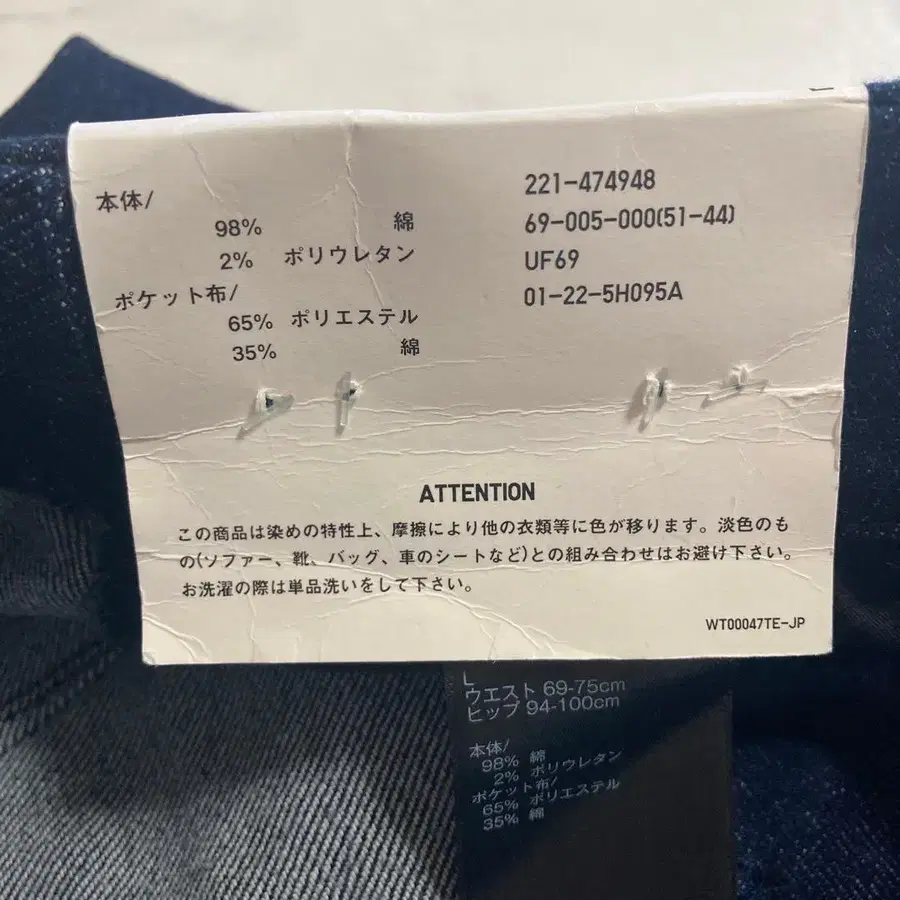 本体/
98% 綿
2% ポリウレタン
ポケット布/
65% ポリエステル
35% 綿
221-474948
69-005-000(51-44)
UF69
01-22-5H095A
ATTENTION
この商品は染めの特性上、摩擦により他の衣類等に色が移ります。淡色のも
の(ソファー、靴、バッグ、車のシートなど)との組み合わせはお避け下さい。
お洗濯の際は単品洗いをして下さい。
WT00047TE-JP
L
ウエスト 69-75cm
ヒップ 94-100cm
本体/
98% 綿
2% ポリウレタン
ポケット布/
65% ポリエステル
35% 綿